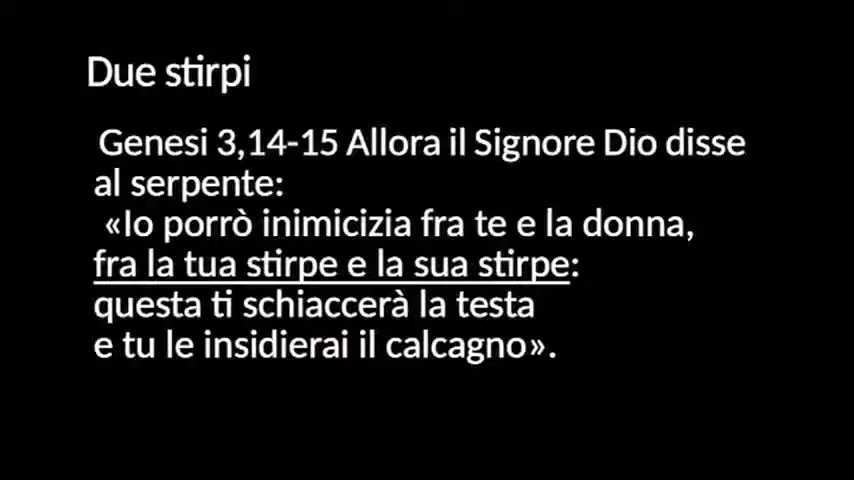 Due stirpi
Genesi 3,14-15 Allora il Signore Dio disse
al serpente:
«Io porrò inimicizia fra te e la donna,
fra la tua stirpe e la sua stirpe:
questa ti schiaccerà la testa
e tu le insidierai il calcagno».